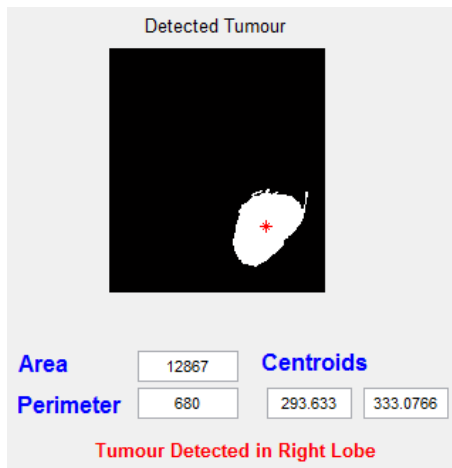 Detected Tumour
Area 12867 Centroids
Perimeter 680 293.633 333.0766
Tumour Detected in Right Lobe